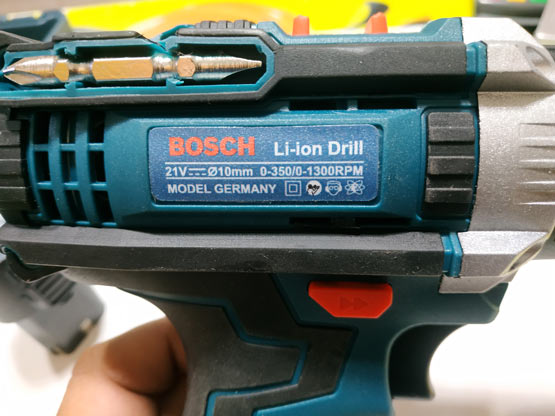 BOSCH Li-ion Drill
21V⎓Ø10mm 0-350/0-1300RPM
MODEL GERMANY